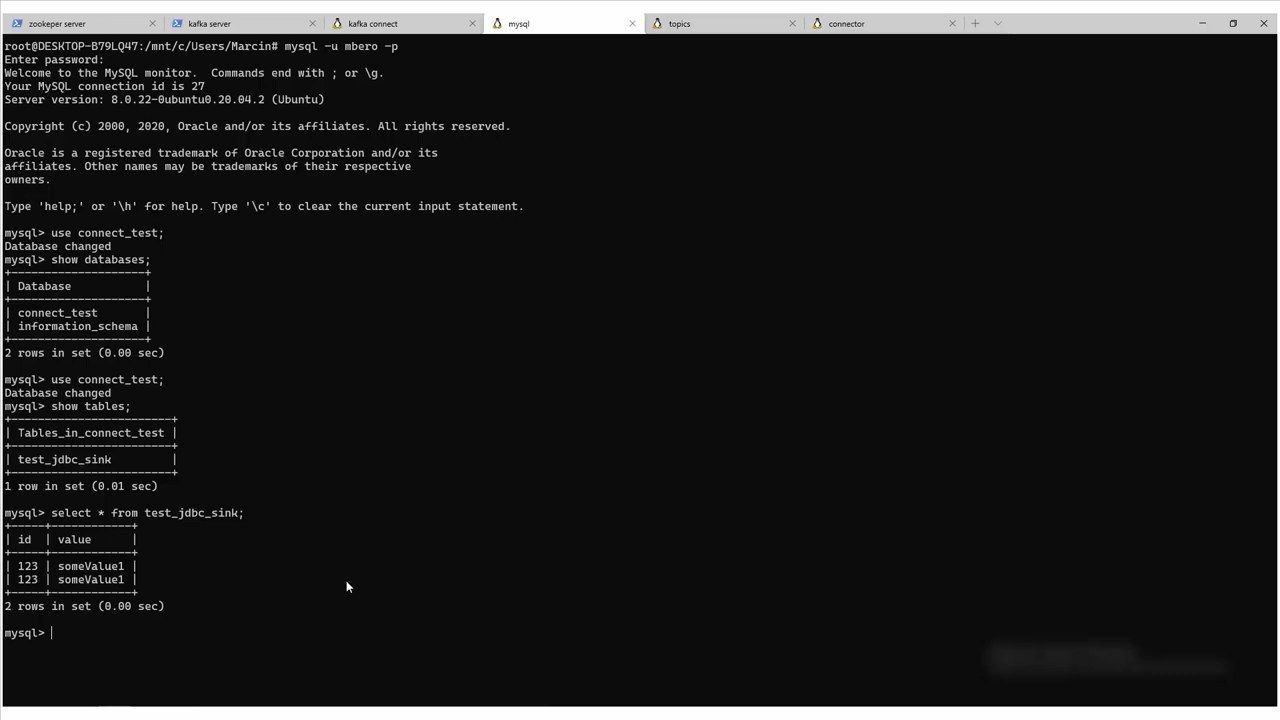 zookeper server
kafka server
kafka connect
mysql
topics
connector
root@DESKTOP-B79LQ47:/mnt/c/Users/Marcin# mysql -u mbero -p
Enter password:
Welcome to the MySQL monitor.  Commands end with ; or \g.
Your MySQL connection id is 27
Server version: 8.0.22-0ubuntu0.20.04.2 (Ubuntu)
Copyright (c) 2000, 2020, Oracle and/or its affiliates. All rights reserved.
Oracle is a registered trademark of Oracle Corporation and/or its
affiliates. Other names may be trademarks of their respective
owners.
Type 'help;' or '\h' for help. Type '\c' to clear the current input statement.
mysql> use connect_test;
Database changed
mysql> show databases;
+--------------------+
| Database           |
+--------------------+
| connect_test       |
| information_schema |
+--------------------+
2 rows in set (0.00 sec)
mysql> use connect_test;
Database changed
mysql> show tables;
+------------------------+
| Tables_in_connect_test |
+------------------------+
| test_jdbc_sink         |
+------------------------+
1 row in set (0.01 sec)
mysql> select * from test_jdbc_sink;
+-----+------------+
| id  | value      |
+-----+------------+
| 123 | someValue1 |
| 123 | someValue1 |
+-----+------------+
2 rows in set (0.00 sec)
mysql>